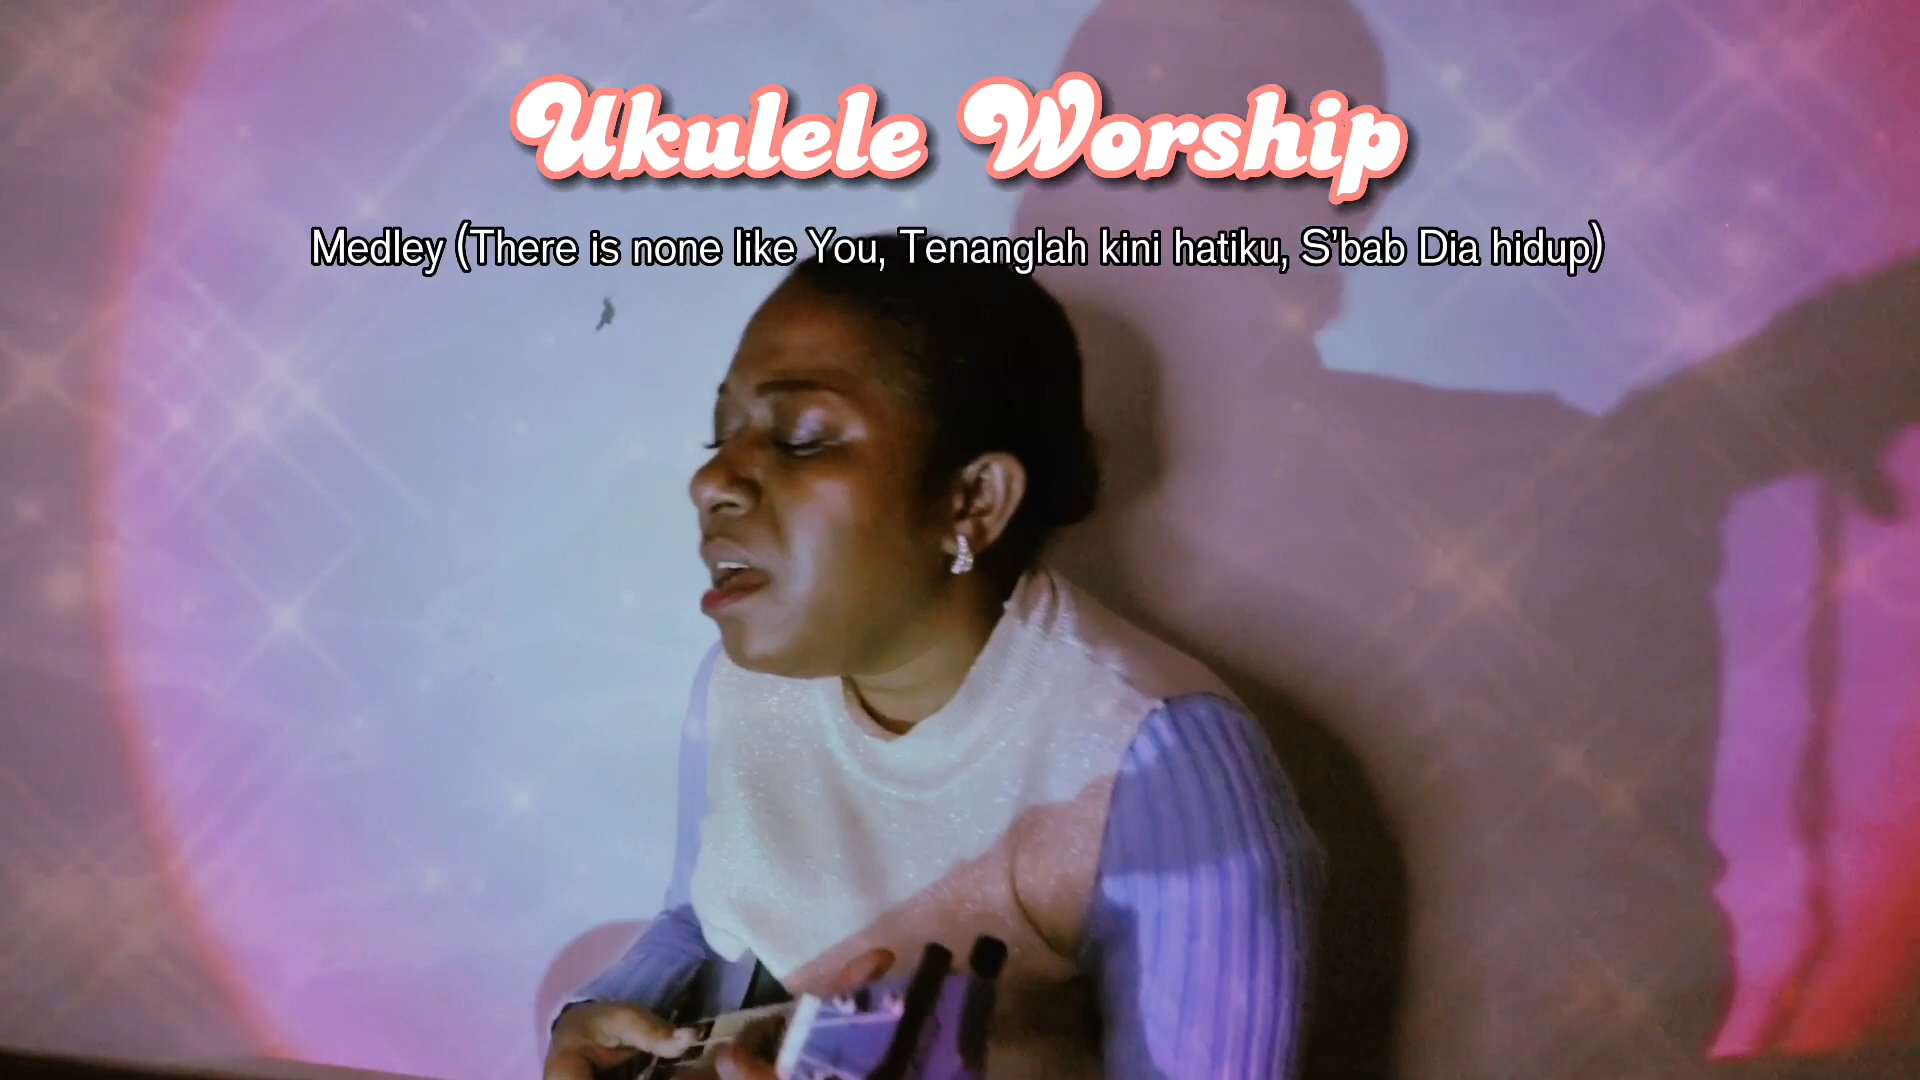 Ukulele Worship
Medley (There is none like You, Tenanglah kini hatiku, S'bab Dia hidup)